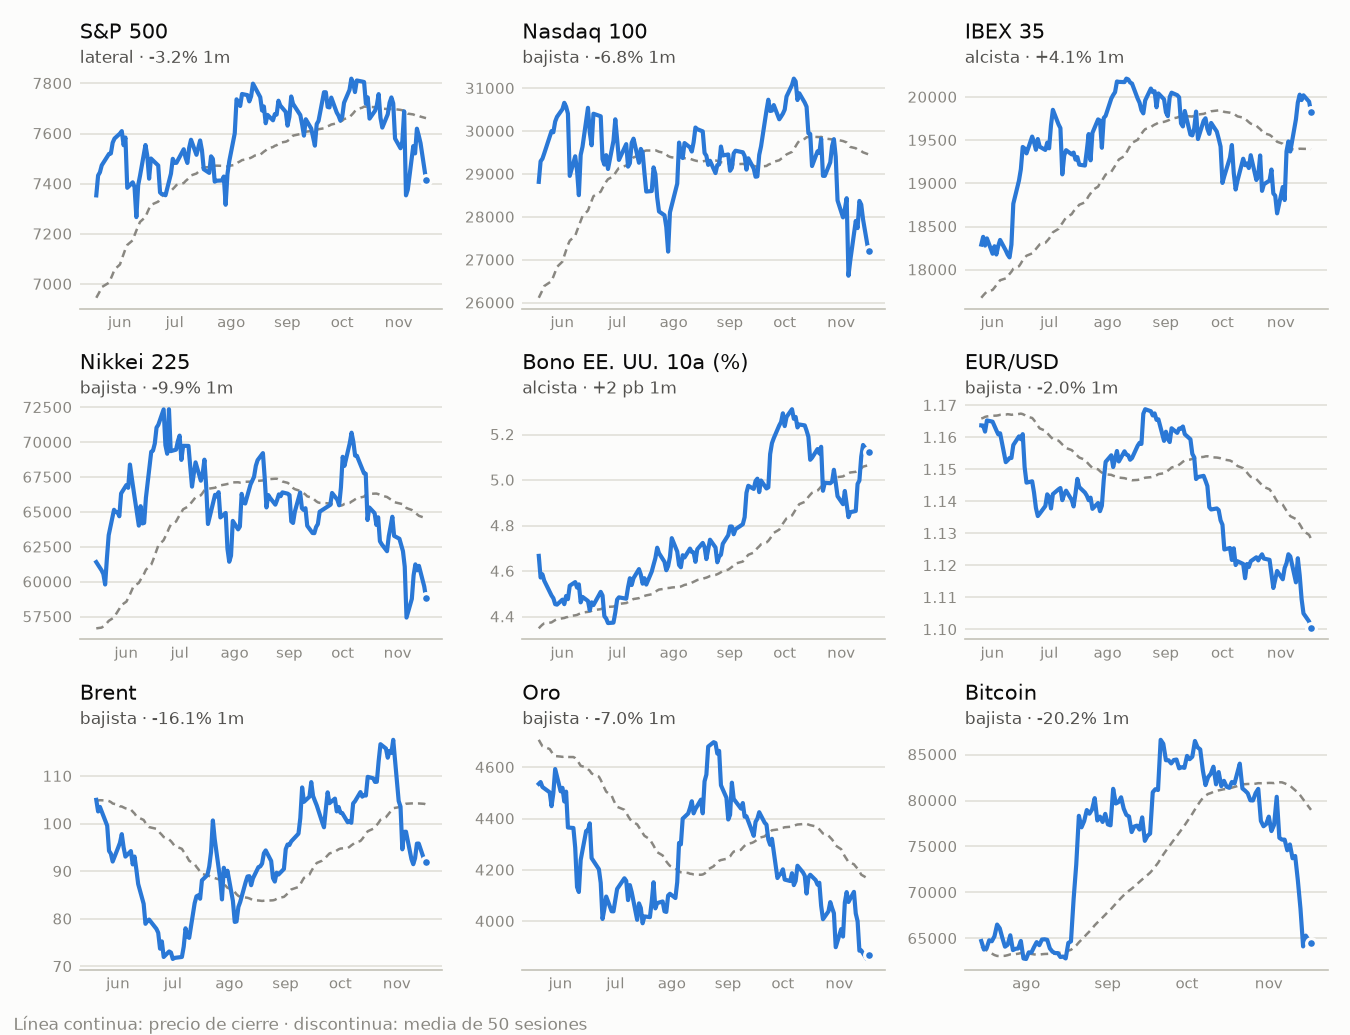 S&P 500
lateral · -3.2% 1m
7800
7600
7400
7200
7000
jun jul ago sep oct nov
Nasdaq 100
bajista · -6.8% 1m
31000
30000
29000
28000
27000
26000
jun jul ago sep oct nov
IBEX 35
alcista · +4.1% 1m
20000
19500
19000
18500
18000
jun jul ago sep oct nov
Nikkei 225
bajista · -9.9% 1m
72500
70000
67500
65000
62500
60000
57500
jun jul ago sep oct nov
Bono EE. UU. 10a (%)
alcista · +2 pb 1m
5.2
5.0
4.8
4.6
4.4
jun jul ago sep oct nov
EUR/USD
bajista · -2.0% 1m
1.17
1.16
1.15
1.14
1.13
1.12
1.11
1.10
jun jul ago sep oct nov
Brent
bajista · -16.1% 1m
110
100
90
80
70
jun jul ago sep oct nov
Oro
bajista · -7.0% 1m
4600
4400
4200
4000
jun jul ago sep oct nov
Bitcoin
bajista · -20.2% 1m
85000
80000
75000
70000
65000
ago sep oct nov
Línea continua: precio de cierre · discontinua: media de 50 sesiones